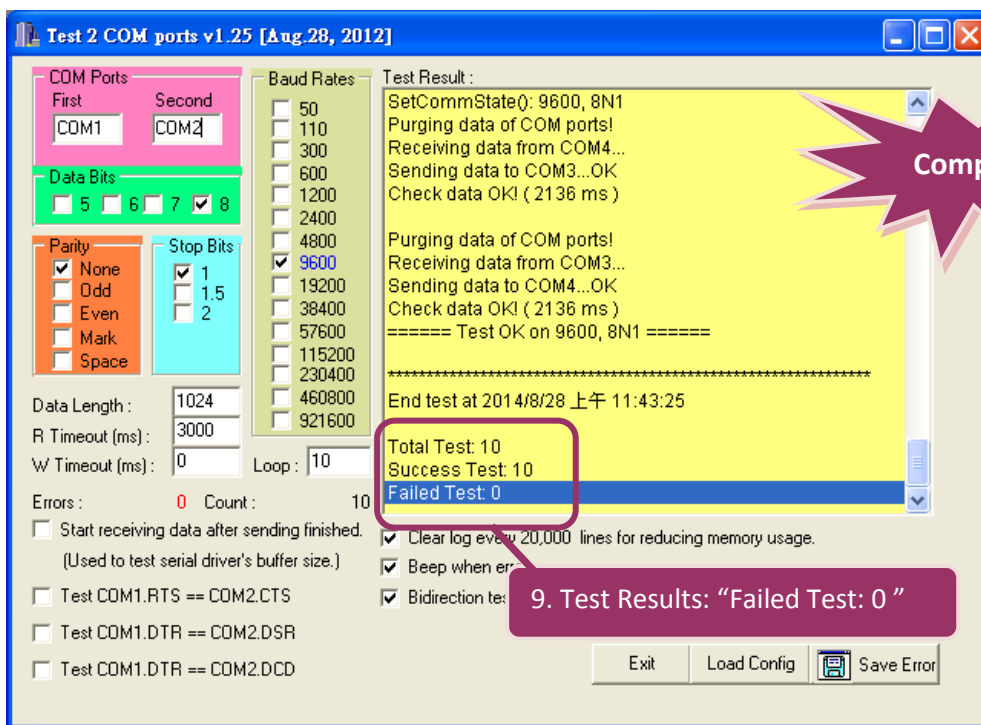 Test 2 COM ports v1.25 [Aug.28, 2012]
COM Ports
First Second
COM1 COM2
Data Bits
5 6 7 8
Parity
None
Odd
Even
Mark
Space
Stop Bits
1
1.5
2
Baud Rates
50
110
300
600
1200
2400
4800
9600
19200
38400
57600
115200
230400
460800
921600
Data Length : 1024
R Timeout (ms) : 3000
W Timeout (ms) : 0
Loop : 10
Errors : 0 Count : 10
Start receiving data after sending finished.
(Used to test serial driver's buffer size.)
Test COM1.RTS == COM2.CTS
Test COM1.DTR == COM2.DSR
Test COM1.DTR == COM2.DCD
Test Result :
SetCommState(): 9600, 8N1
Purging data of COM ports!
Receiving data from COM4...
Sending data to COM3...OK
Check data OK! ( 2136 ms )
Purging data of COM ports!
Receiving data from COM3...
Sending data to COM4...OK
Check data OK! ( 2136 ms )
====== Test OK on 9600, 8N1 ======
End test at 2014/8/28 上午 11:43:25
Total Test: 10
Success Test: 10
Failed Test: 0
Clear log every 20,000 lines for reducing memory usage.
Beep when
Bidirection
9. Test Results: “Failed Test: 0 ”
Exit Load Config Save Error